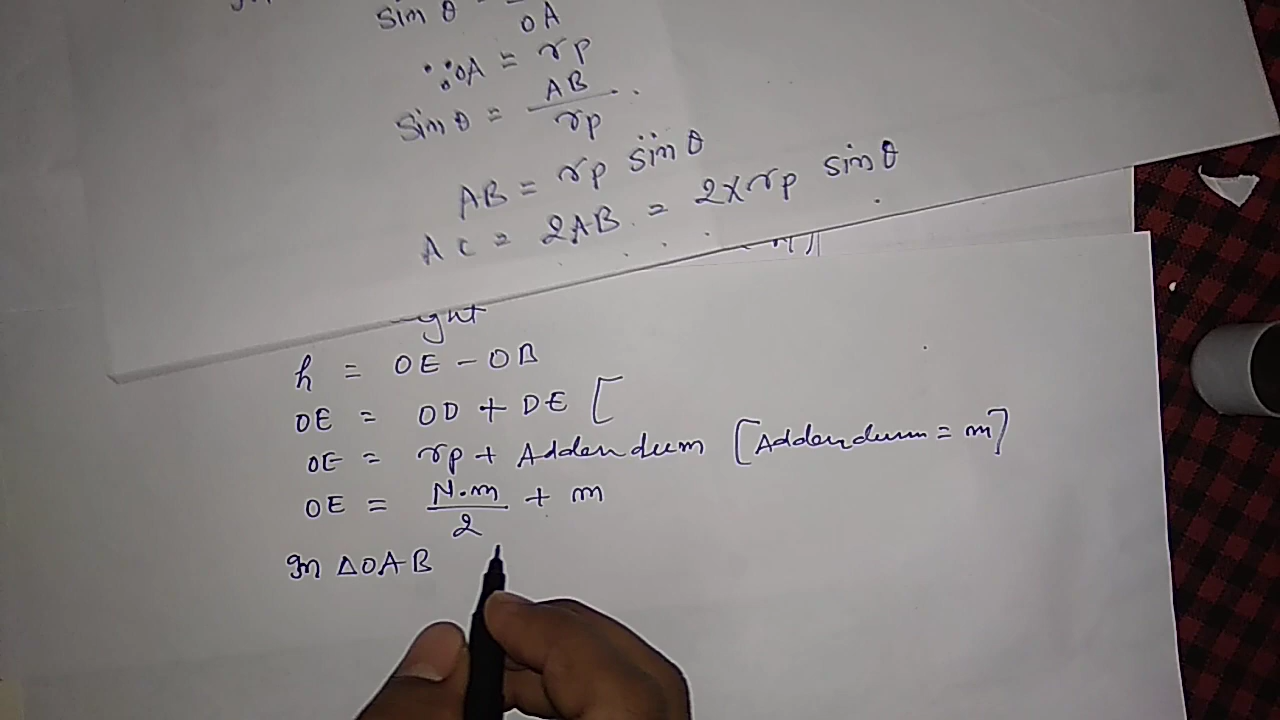 sin θ =
OA
∵ OA = rp
sin θ = AB / rp
AB = rp sin θ
AC = 2AB = 2×rp sin θ
h = OE - OB
OE = OD + DE [
OE = rp + Addendum [Addendum = m]
OE = N.m / 2 + m
In ΔOAB